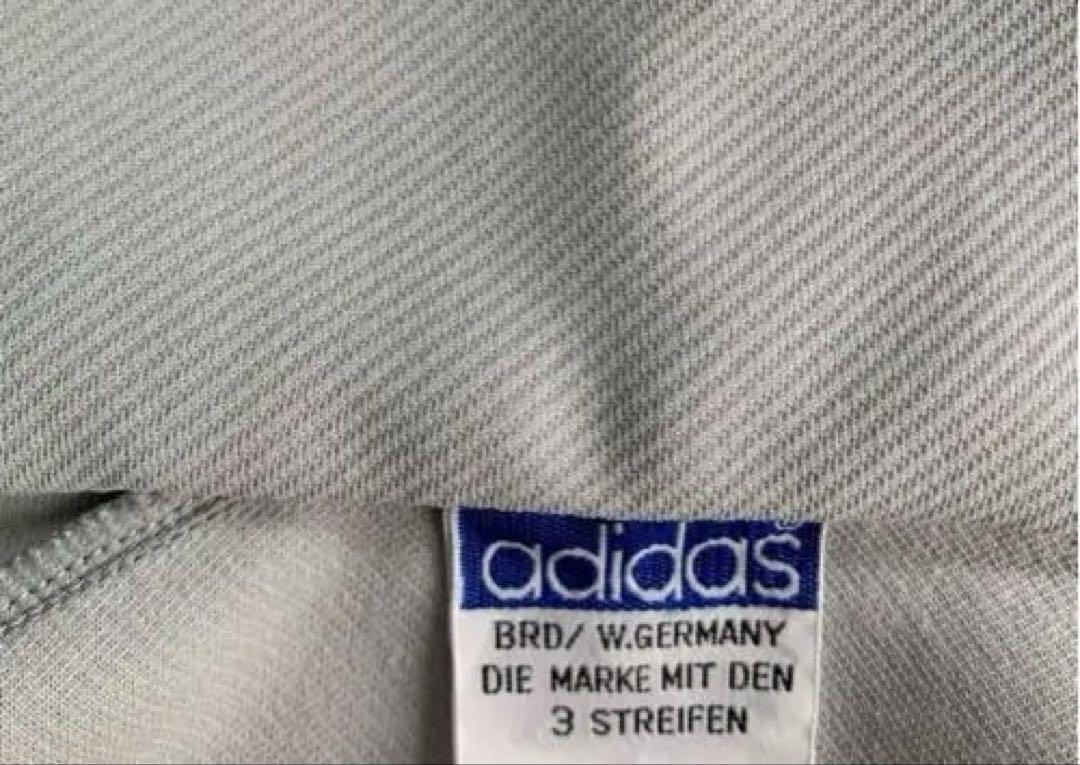 adidas
BRD/ W.GERMANY
DIE MARKE MIT DEN
3 STREIFEN